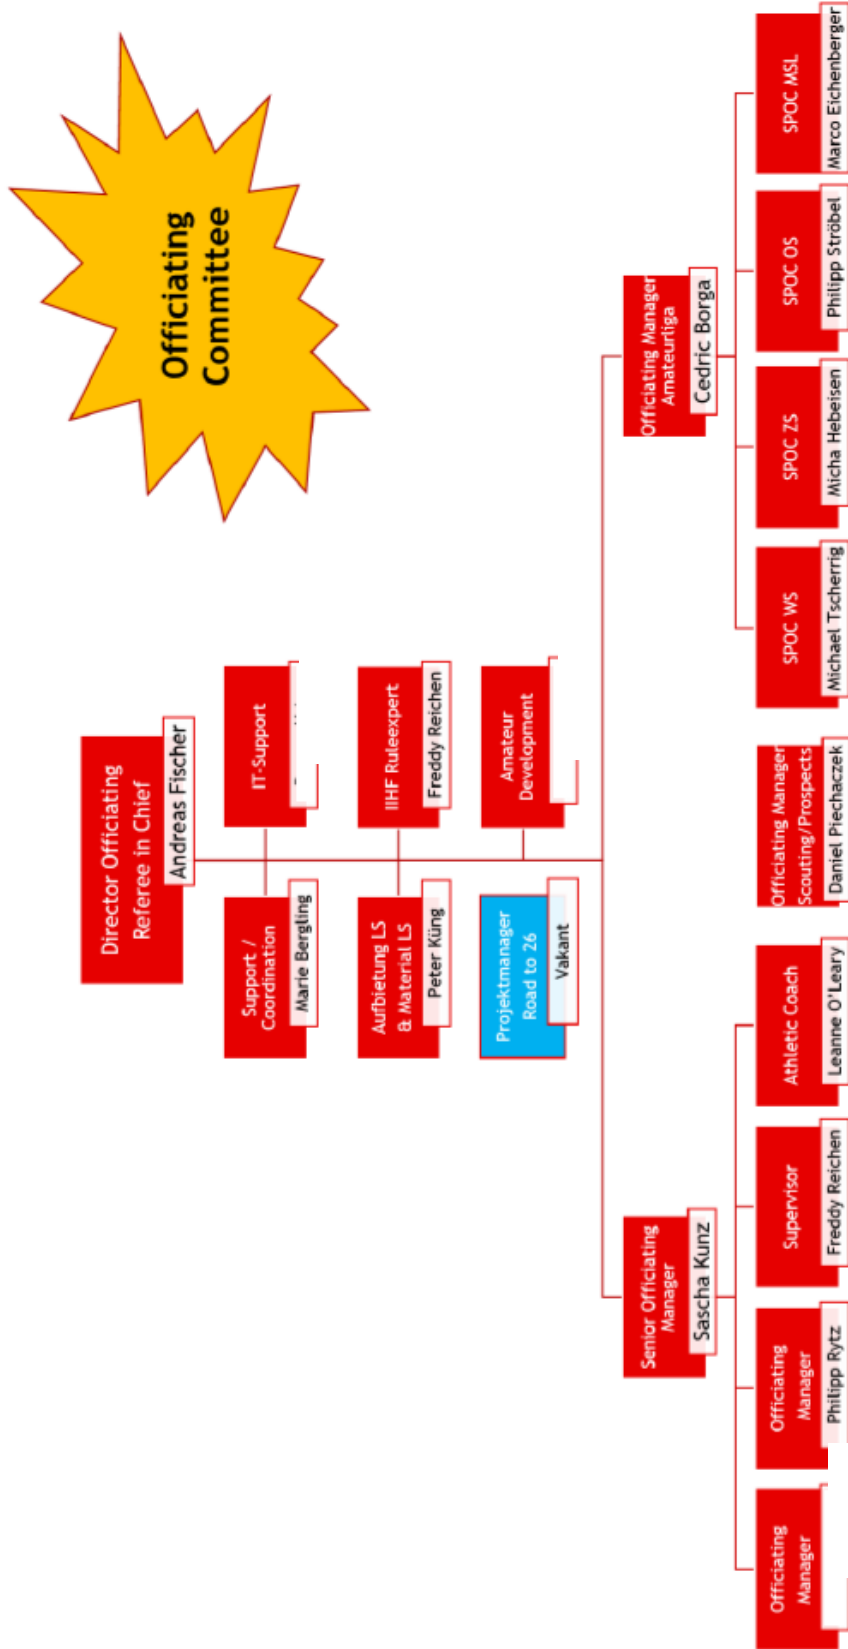 Officiating
Committee
Director Officiating
Referee in Chief
Andreas Fischer
Support /
Coordination
Marie Bergling
IT-Support
Aufbietung LS
& Material LS
Peter Küng
IIHF Ruleexpert
Freddy Reichen
Projektmanager
Road to 26
Vakant
Amateur
Development
Senior Officiating
Manager
Sascha Kunz
Officiating Manager
Amateurliga
Cedric Borga
Officiating
Manager
Officiating
Manager
Philipp Rytz
Supervisor
Freddy Reichen
Athletic Coach
Leanne O'Leary
Officiating Manager
Scouting/Prospects
Daniel Piechaczek
SPOC WS
Michael Tscherrig
SPOC ZS
Micha Hebeisen
SPOC OS
Philipp Ströbel
SPOC MSL
Marco Eichenberger